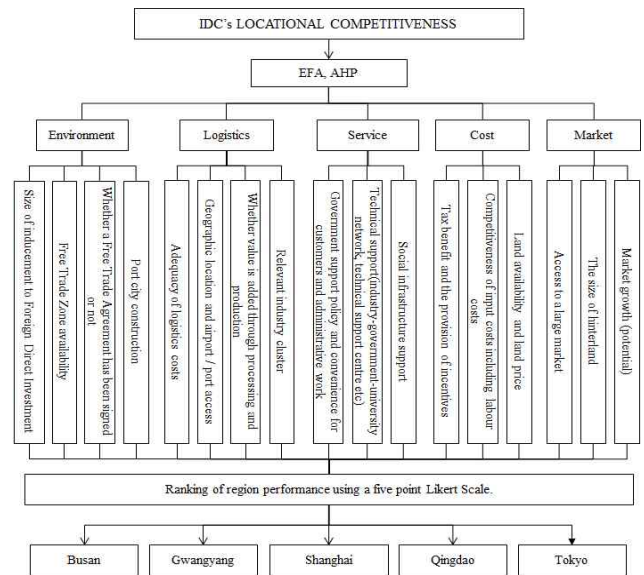 IDC's LOCATIONAL COMPETITIVENESS
EFA, AHP
Environment
Logistics
Service
Cost
Market
Size of inducement to Foreign Direct Investment
Free Trade Zone availability
Whether a Free Trade Agreement has been signed
or not
Port city construction
Adequacy of logistics costs
Geographic location and airport / port access
Whether value is added through processing and
production
Relevant industry cluster
Government support policy and convenience for
customers and administrative work
Technical support(industry-government-university
network, technical support centre etc)
Social infrastructure support
Tax benefit and the provision of incentives
Competitiveness of input costs including labour
costs
Land availability and land price
Access to a large market
The size of hinterland
Market growth (potential)
Ranking of region performance using a five point Likert Scale.
Busan
Gwangyang
Shanghai
Qingdao
Tokyo